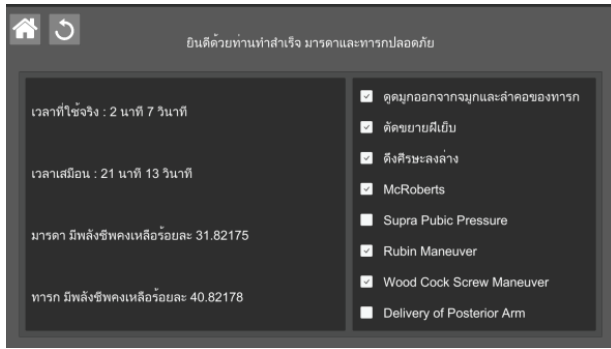 ยินดีด้วยท่านทำสำเร็จ มารดาและทารกปลอดภัย
เวลาที่ใช้จริง : 2 นาที 7 วินาที
เวลาเสมือน : 21 นาที 13 วินาที
มารดา มีพลังชีพคงเหลือร้อยละ 31.82175
ทารก มีพลังชีพคงเหลือร้อยละ 40.82178
ดูดมูกออกจากจมูกและลำคอของทารก
ตัดขยายฝีเย็บ
ดึงศีรษะลงล่าง
McRoberts
Supra Pubic Pressure
Rubin Maneuver
Wood Cock Screw Maneuver
Delivery of Posterior Arm